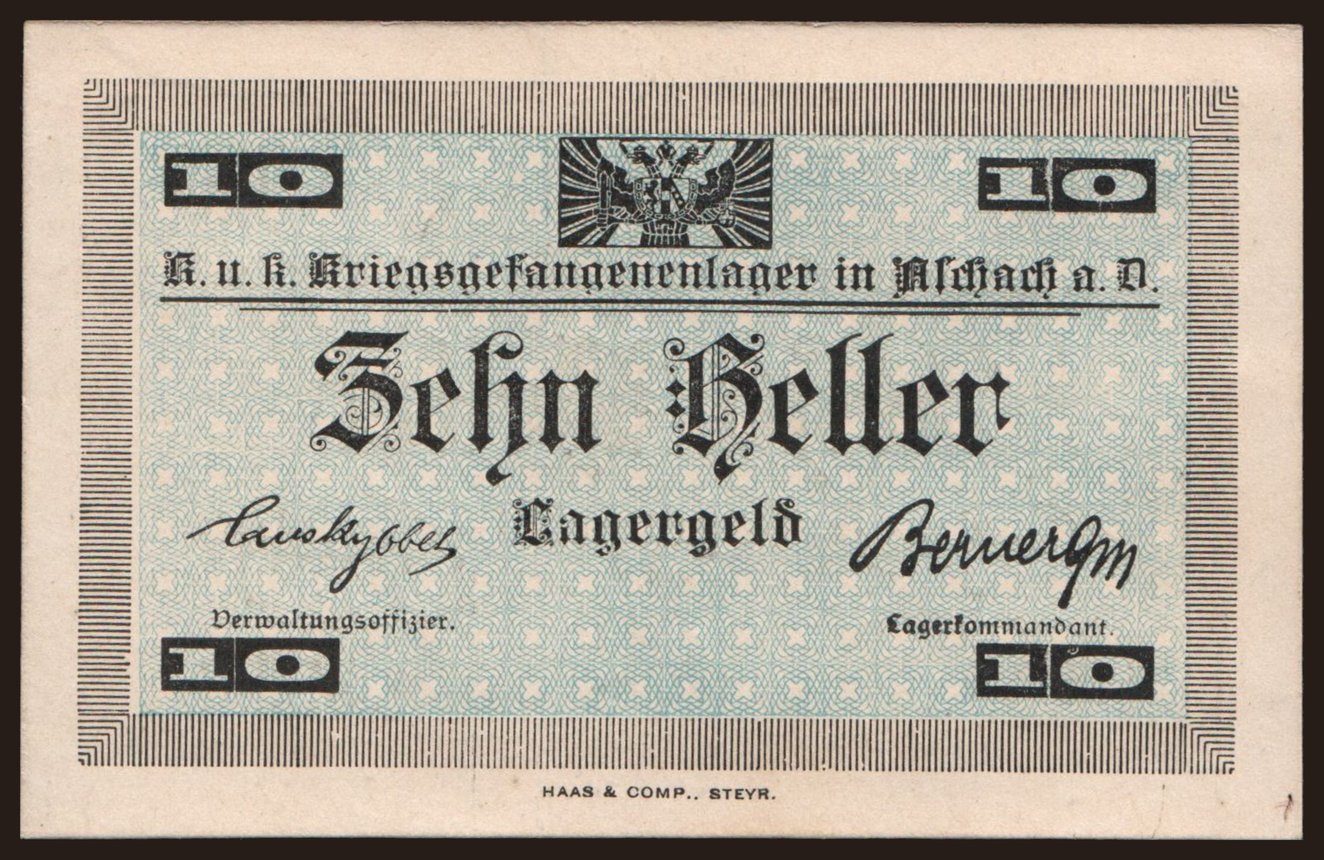 10 10
K. u. k. Kriegsgefangenenlager in Aschach a. D.
Zehn Heller
Lagergeld
Verwaltungsoffizier.
Lagerkommandant.
10 10
HAAS & COMP., STEYR.